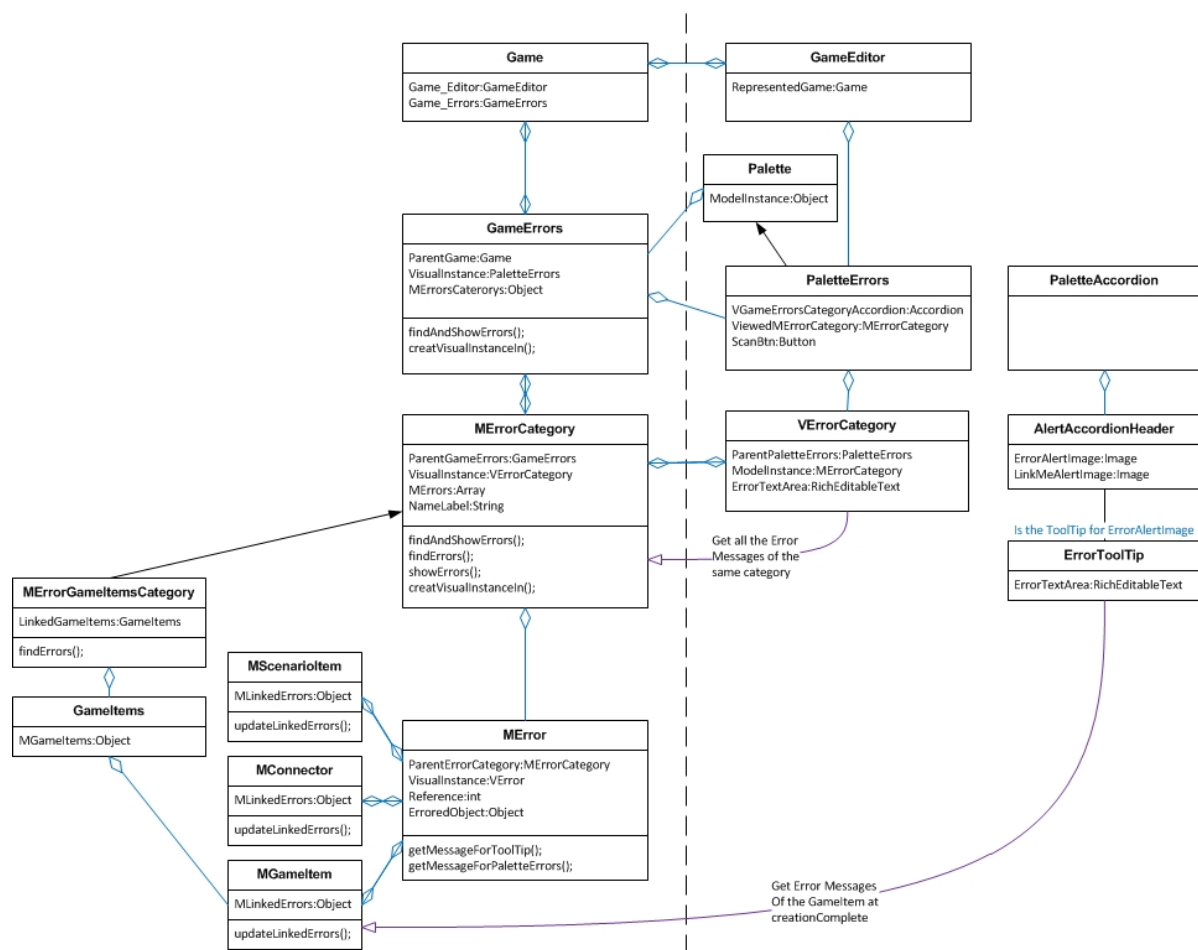 Game
Game_Editor:GameEditor
Game_Errors:GameErrors
GameEditor
RepresentedGame:Game
Palette
ModelInstance:Object
GameErrors
ParentGame:Game
VisualInstance:PaletteErrors
MErrorsCaterorys:Object
findAndShowErrors();
creatVisualInstanceIn();
PaletteErrors
VGameErrorsCategoryAccordion:Accordion
ViewedMErrorCategory:MErrorCategory
ScanBtn:Button
PaletteAccordion
MErrorCategory
ParentGameErrors:GameErrors
VisualInstance:VErrorCategory
MErrors:Array
NameLabel:String
findAndShowErrors();
findErrors();
showErrors();
creatVisualInstanceIn();
VErrorCategory
ParentPaletteErrors:PaletteErrors
ModelInstance:MErrorCategory
ErrorTextArea:RichEditableText
AlertAccordionHeader
ErrorAlertImage:Image
LinkMeAlertImage:Image
Is the ToolTip for ErrorAlertImage
Get all the Error
Messages of the
same category
ErrorToolTip
ErrorTextArea:RichEditableText
MErrorGameItemsCategory
LinkedGameItems:GameItems
findErrors();
GameItems
MGameItems:Object
MScenarioItem
MLinkedErrors:Object
updateLinkedErrors();
MConnector
MLinkedErrors:Object
updateLinkedErrors();
MGameItem
MLinkedErrors:Object
updateLinkedErrors();
MError
ParentErrorCategory:MErrorCategory
VisualInstance:VError
Reference:int
ErroredObject:Object
getMessageForToolTip();
getMessageForPaletteErrors();
Get Error Messages
Of the GameItem at
creationComplete